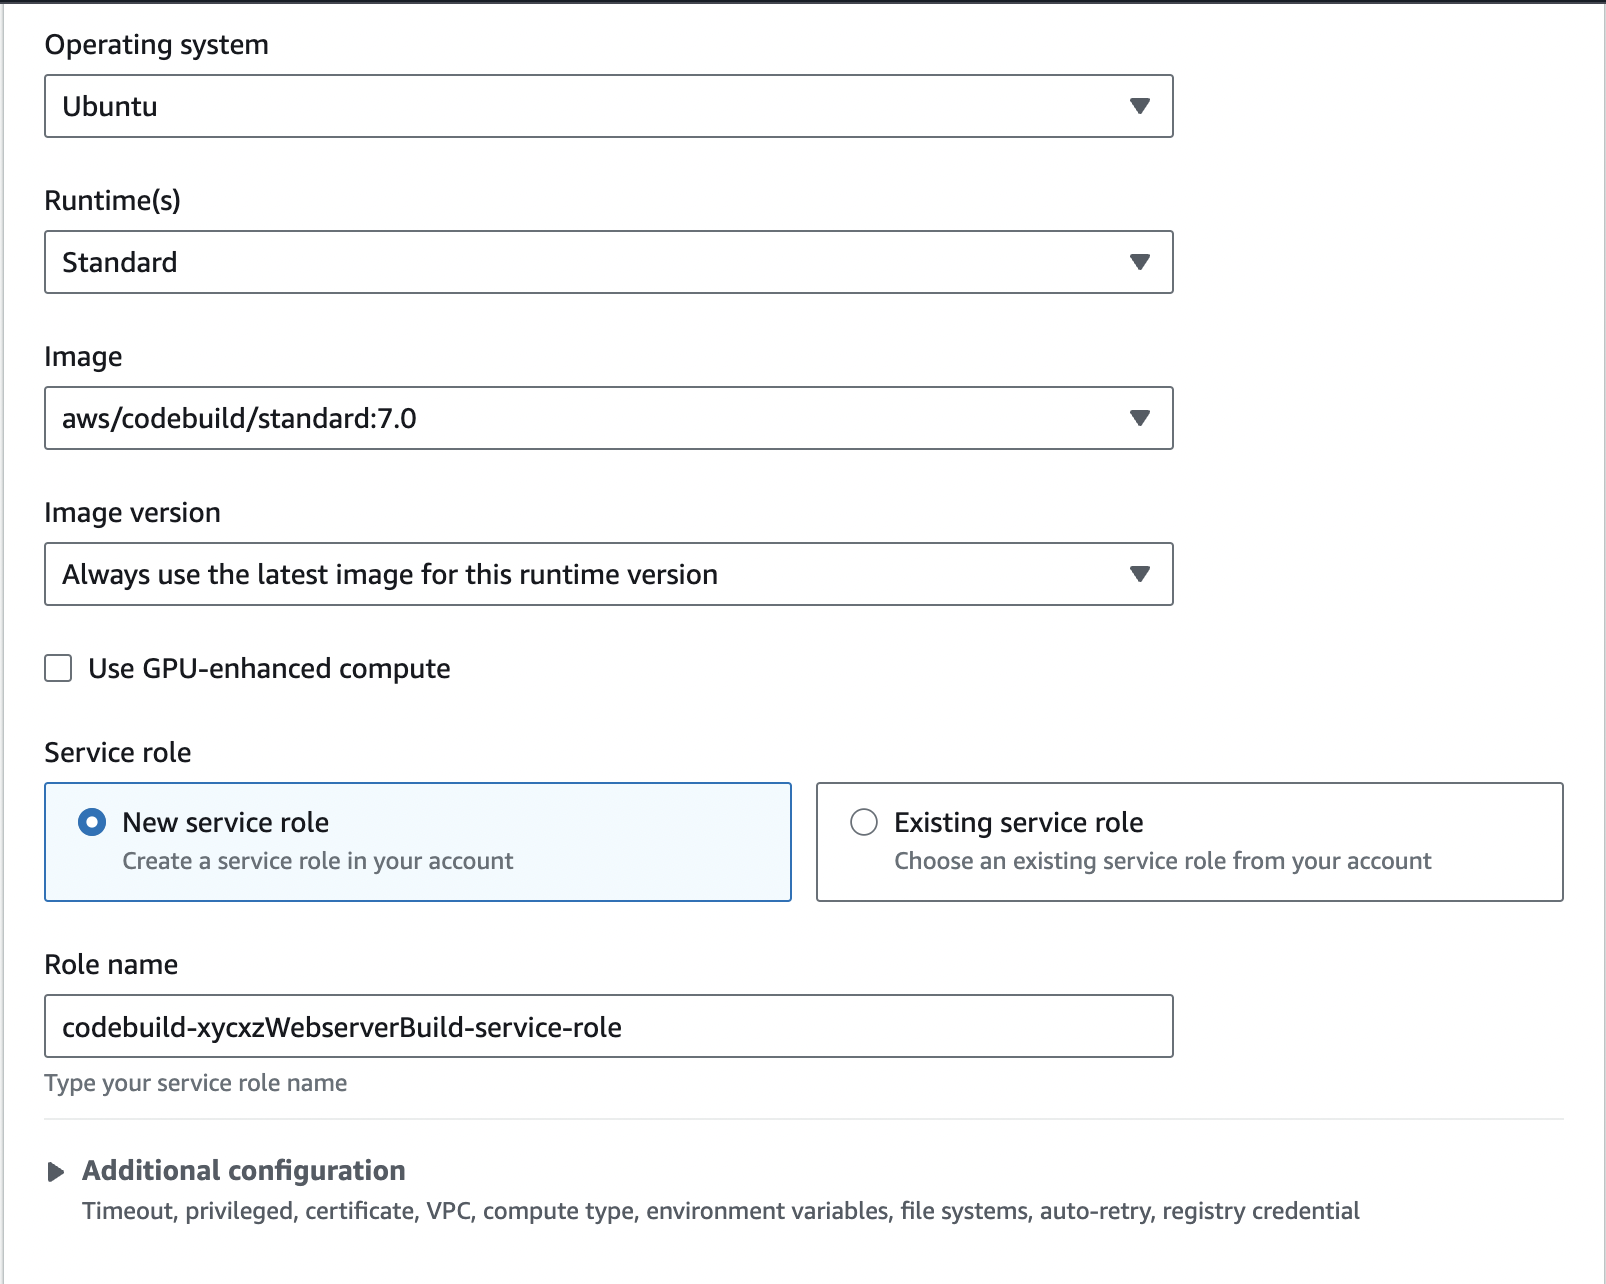 Operating system
Ubuntu
Runtime(s)
Standard
Image
aws/codebuild/standard:7.0
Image version
Always use the latest image for this runtime version
Use GPU-enhanced compute
Service role
New service role
Create a service role in your account
Existing service role
Choose an existing service role from your account
Role name
codebuild-xycxzWebserverBuild-service-role
Type your service role name
Additional configuration
Timeout, privileged, certificate, VPC, compute type, environment variables, file systems, auto-retry, registry credential